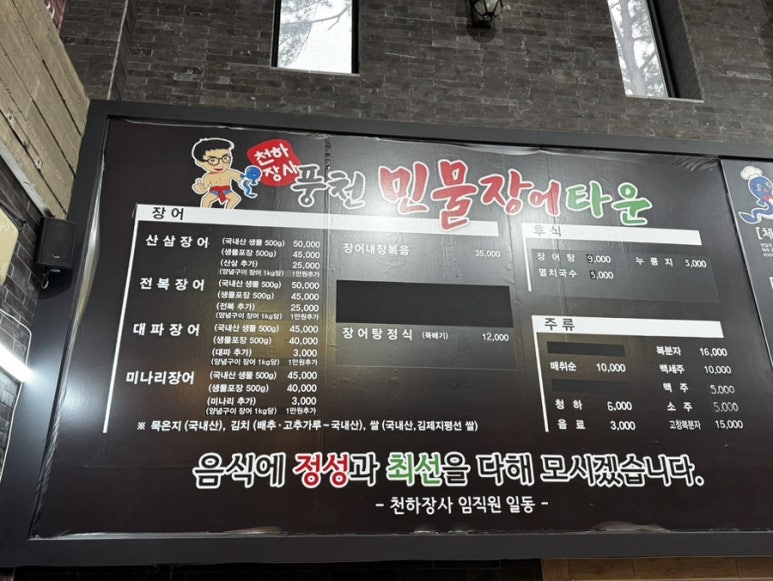 천하
장사
풍천 민물장어타운
장어
산삼장어 (국내산 생물 500g) 50,000
(생물포장 500g) 45,000
(산삼 추가) 25,000
(양념구이 장어 1kg당) 1만원추가
전복장어 (국내산 생물 500g) 50,000
(생물포장 500g) 45,000
(전복 추가) 25,000
(양념구이 장어 1kg당) 1만원추가
대파장어 (국내산 생물 500g) 45,000
(생물포장 500g) 40,000
(대파 추가) 3,000
(양념구이 장어 1kg당) 1만원추가
미나리장어 (국내산 생물 500g) 45,000
(생물포장 500g) 40,000
(미나리 추가) 3,000
(양념구이 장어 1kg당) 1만원추가
장어내장볶음 35,000
장어탕정식 (뚝배기) 12,000
후식
장어탕 9,000 누룽지 3,000
멸치국수 5,000
주류
복분자 16,000
매취순 10,000 백세주 10,000
맥주 5,000
청하 6,000 소주 5,000
음료 3,000 고창복분자 15,000
※ 묵은지 (국내산), 김치 (배추·고추가루~국내산), 쌀 (국내산,김제지평선 쌀)
음식에 정성과 최선을 다해 모시겠습니다.
- 천하장사 임직원 일동 -